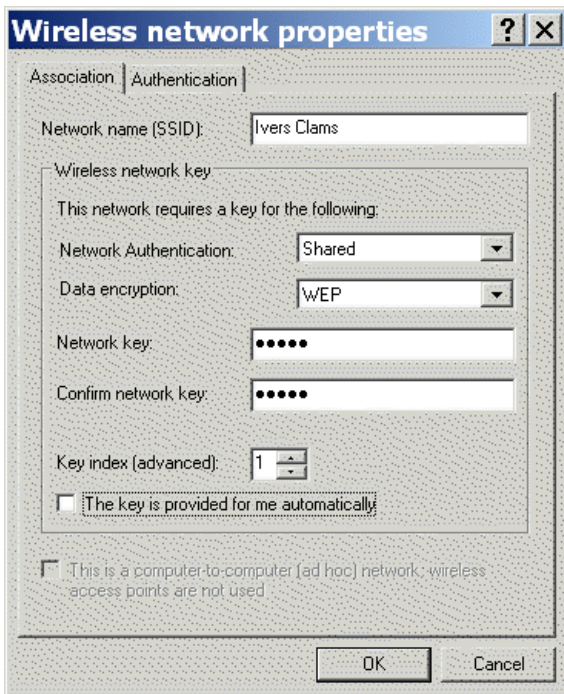 Wireless network properties
Association Authentication
Network name (SSID): Ivers Clams
Wireless network key
This network requires a key for the following:
Network Authentication: Shared
Data encryption: WEP
Network key: •••••
Confirm network key: •••••
Key index (advanced): 1
The key is provided for me automatically
This is a computer-to-computer (ad hoc) network; wireless
access points are not used
OK Cancel